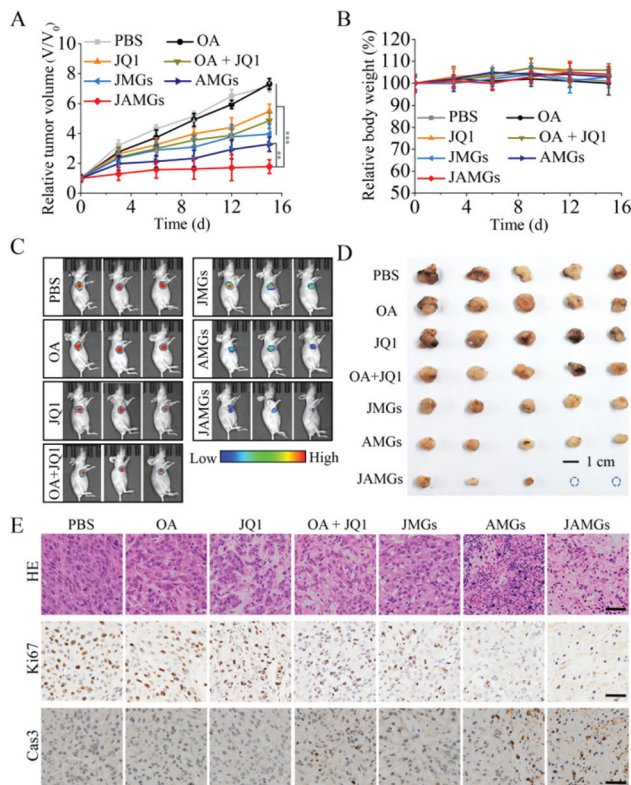 A
PBS OA
JQ1 OA + JQ1
JMGs AMGs
JAMGs
Relative tumor volume (V/V0)
10
8
6
4
2
0
0 4 8 12 16
Time (d)
***
**
B
Relative body weight (%)
120
110
100
90
80
70
60
50
PBS OA
JQ1 OA + JQ1
JMGs AMGs
JAMGs
0 4 8 12 16
Time (d)
C
PBS
OA
JQ1
OA+JQ1
JMGs
AMGs
JAMGs
Low High
D
PBS
OA
JQ1
OA+JQ1
JMGs
AMGs
1 cm
JAMGs
E
PBS OA JQ1 OA + JQ1 JMGs AMGs JAMGs
HE
Ki67
Cas3